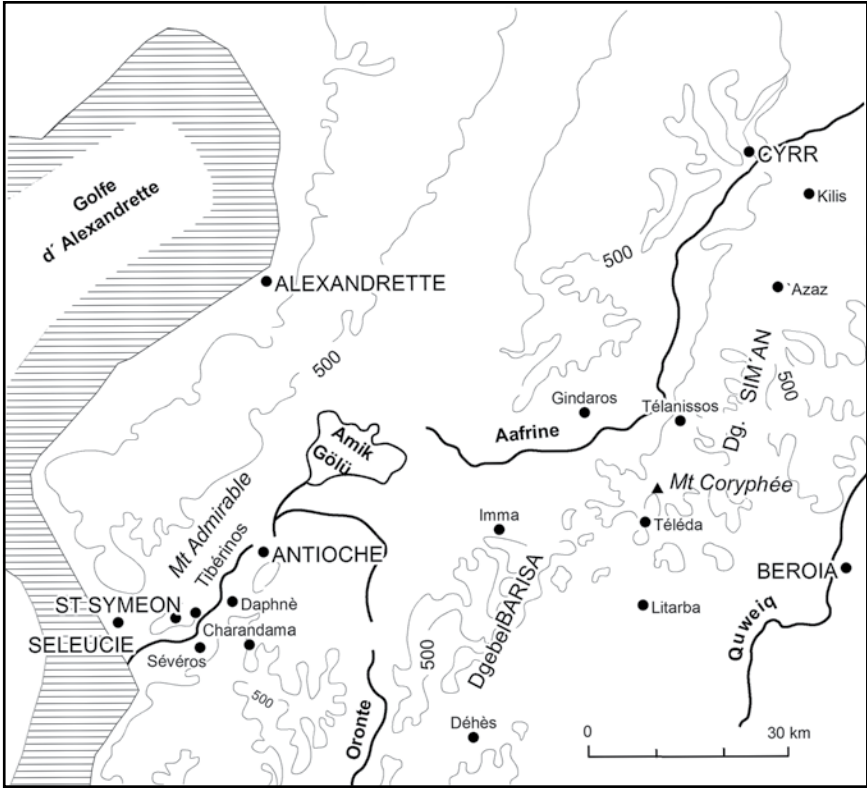 CYRR
Kilis
Golfe
d´ Alexandrette
500
ALEXANDRETTE
`Azaz
500
Dg. SIM´AN
500
Gindaros
Télanissos
Aafrine
Amik
Gölü
Mt Coryphée
Mt Admirable
Tibérinos
Imma
Téléda
ANTIOCHE
BEROIA
ST SYMEON
Daphnè
Litarba
SELEUCIE
Charandama
Sévéros
Dgebel BARISA
Quweiq
500
500
Oronte
Déhès
0 30 km